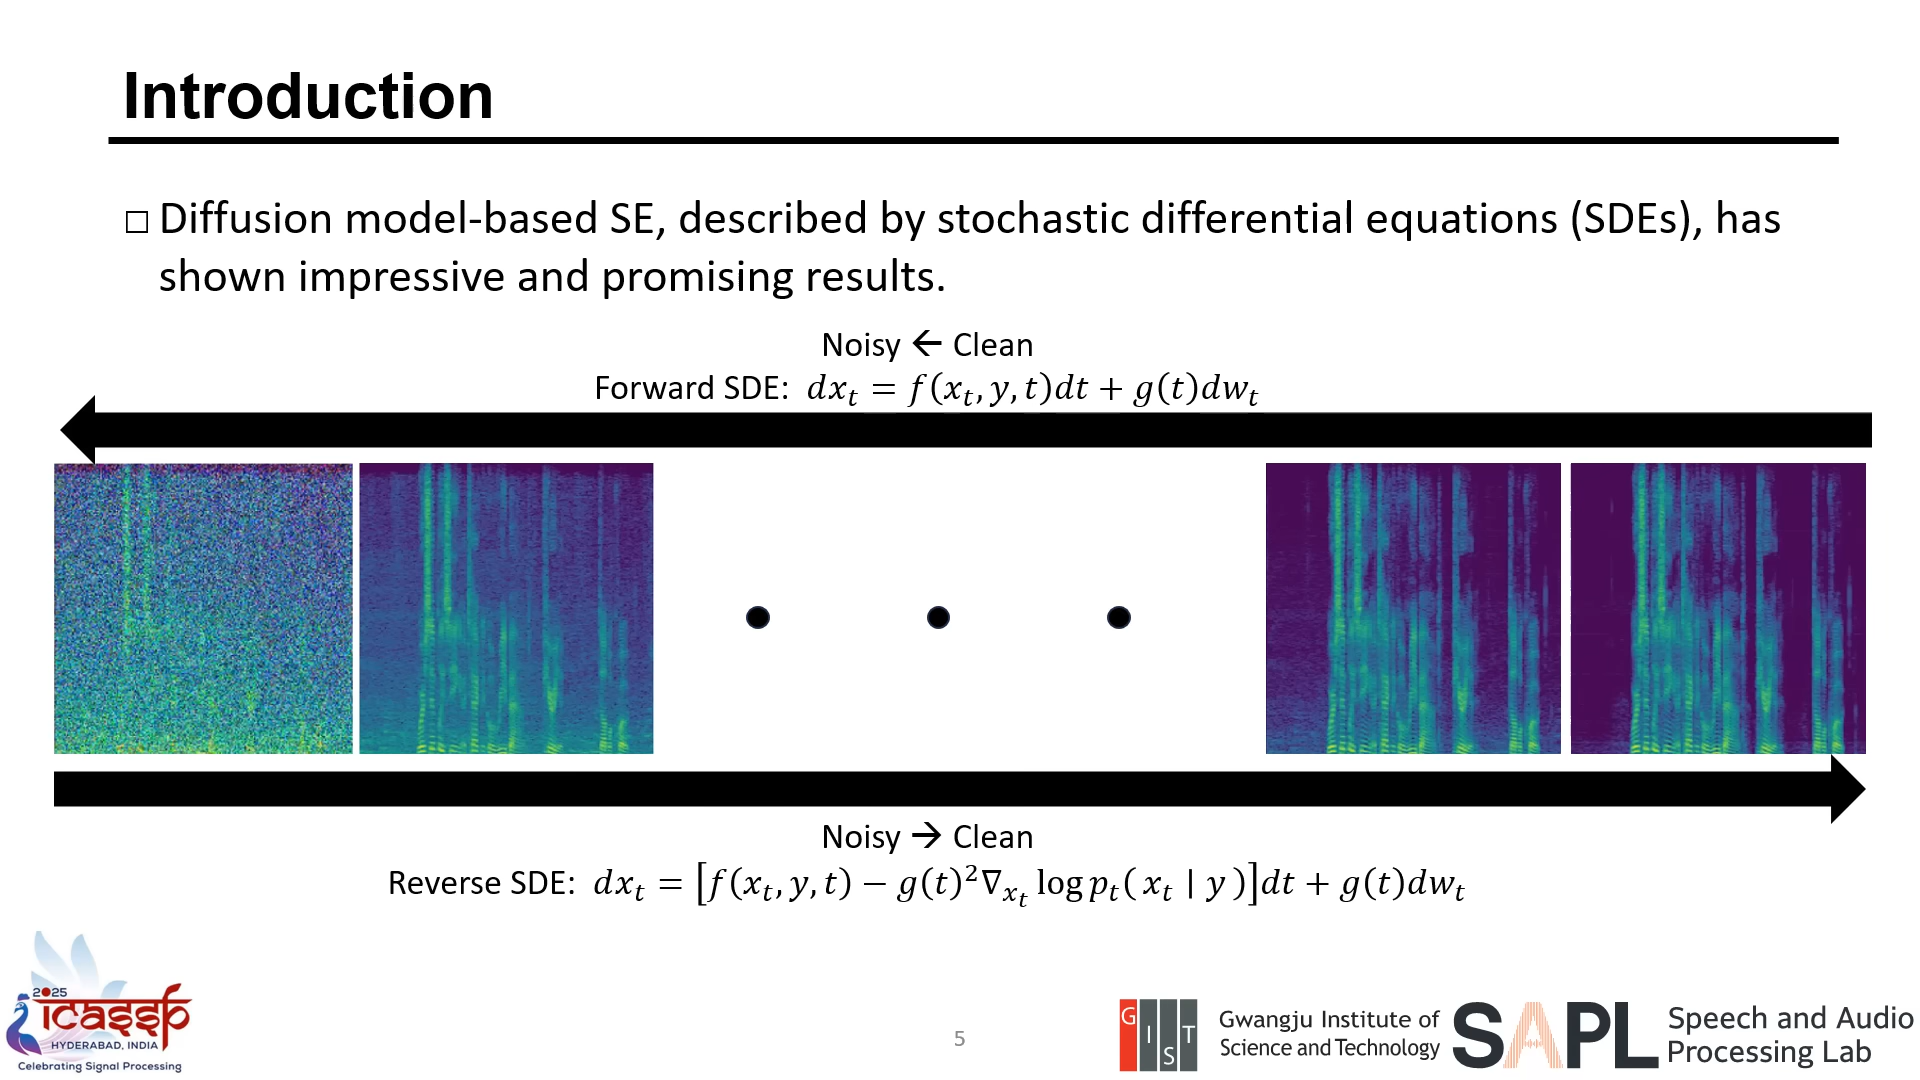 Introduction
□ Diffusion model-based SE, described by stochastic differential equations (SDEs), has
shown impressive and promising results.
Noisy ← Clean
Forward SDE: dx_t = f(x_t, y, t)dt + g(t)dw_t
Noisy → Clean
Reverse SDE: dx_t = [f(x_t, y, t) − g(t)²∇_{x_t} log p_t( x_t | y )]dt + g(t)dw_t
2025
icassp
HYDERABAD, INDIA
Celebrating Signal Processing
5
GIST
Gwangju Institute of
Science and Technology
SAPL
Speech and Audio
Processing Lab